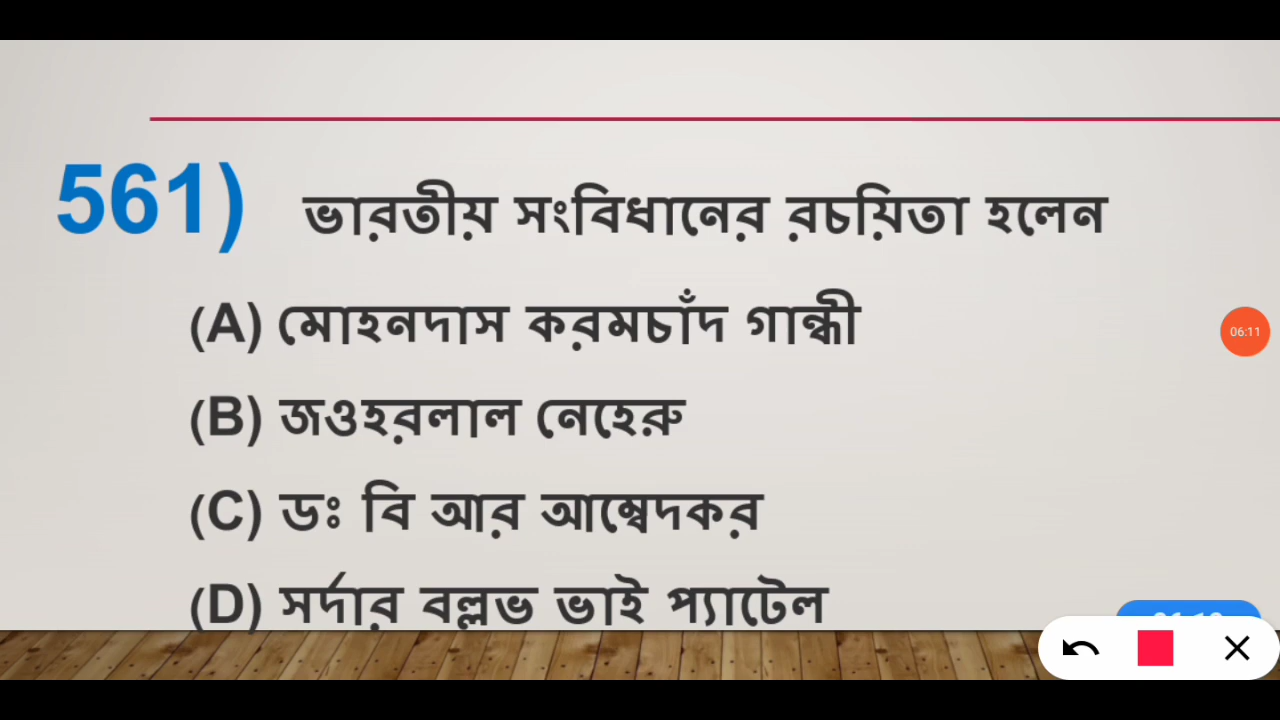 561) ভারতীয় সংবিধানের রচয়িতা হলেন
(A) মোহনদাস করমচাঁদ গান্ধী
06:11
(B) জওহরলাল নেহেরু
(C) ডঃ বি আর আম্বেদকর
(D) সর্দার বল্লভ ভাই প্যাটেল